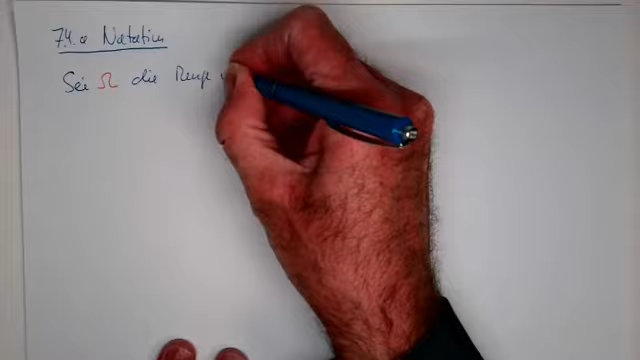 7.4.a Notation
Sei Ω die Menge